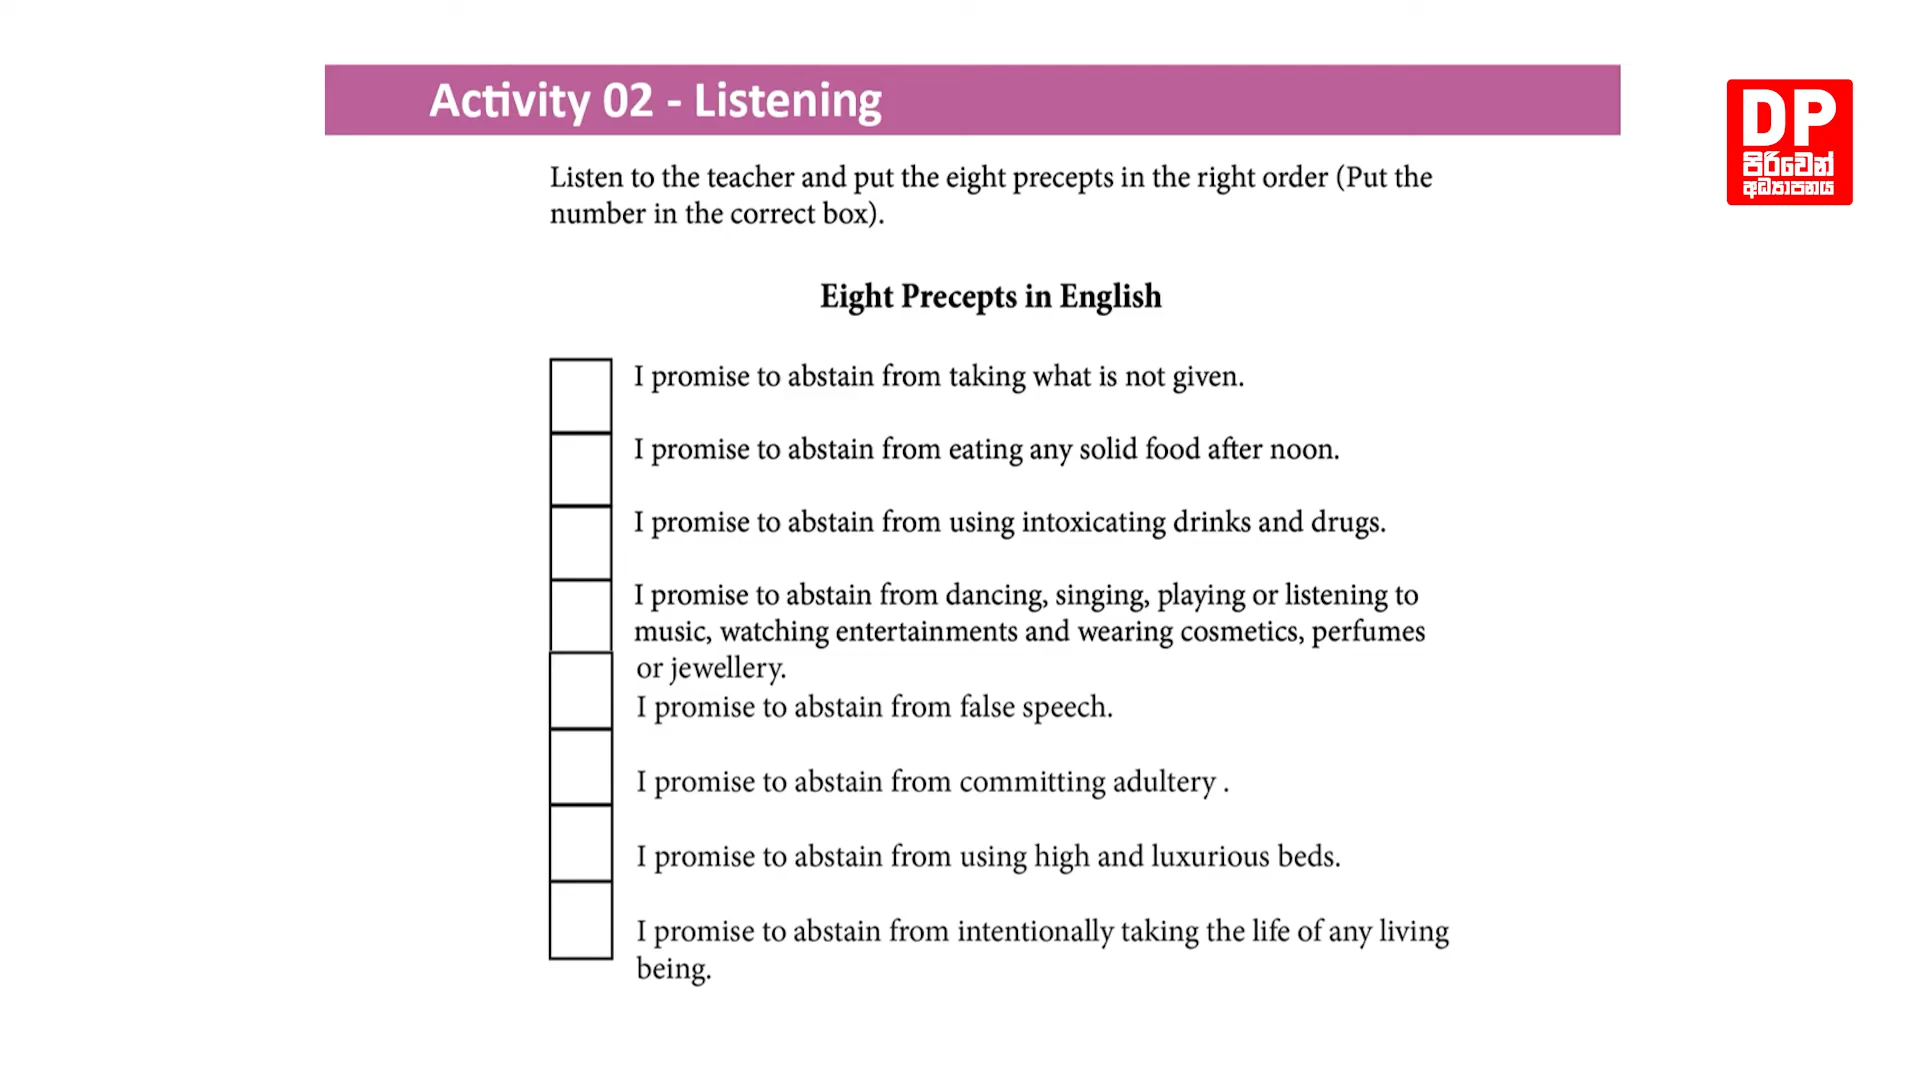 Activity 02 - Listening
DP
පිරිවෙන්
අධ්‍යාපනය
Listen to the teacher and put the eight precepts in the right order (Put the
number in the correct box).
Eight Precepts in English
I promise to abstain from taking what is not given.
I promise to abstain from eating any solid food after noon.
I promise to abstain from using intoxicating drinks and drugs.
I promise to abstain from dancing, singing, playing or listening to
music, watching entertainments and wearing cosmetics, perfumes
or jewellery.
I promise to abstain from false speech.
I promise to abstain from committing adultery .
I promise to abstain from using high and luxurious beds.
I promise to abstain from intentionally taking the life of any living
being.